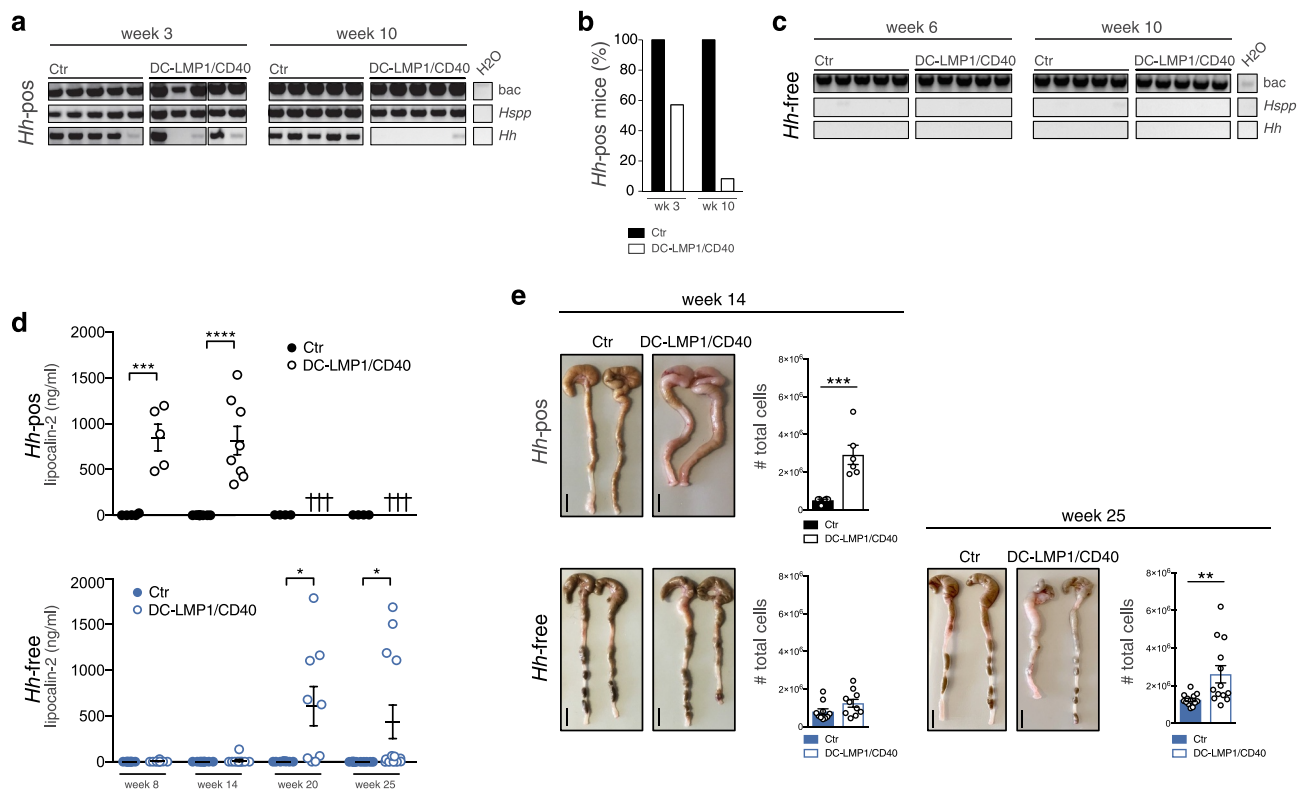 a
week 3
week 10
Ctr
DC-LMP1/CD40
Ctr
DC-LMP1/CD40
H2O
Hh-pos
bac
Hspp
Hh
b
Hh-pos mice (%)
100
80
60
40
20
0
wk 3
wk 10
Ctr
DC-LMP1/CD40
c
week 6
week 10
Ctr
DC-LMP1/CD40
Ctr
DC-LMP1/CD40
H2O
Hh-free
bac
Hspp
Hh
d
Hh-pos
lipocalin-2 (ng/ml)
2000
1500
1000
500
0
***
****
Ctr
DC-LMP1/CD40
†††
†††
Hh-free
lipocalin-2 (ng/ml)
2000
1500
1000
500
0
Ctr
DC-LMP1/CD40
*
*
week 8
week 14
week 20
week 25
e
week 14
Ctr
DC-LMP1/CD40
Hh-pos
# total cells
8×10⁶
6×10⁶
4×10⁶
2×10⁶
0
***
Ctr
DC-LMP1/CD40
Hh-free
# total cells
8×10⁶
6×10⁶
4×10⁶
2×10⁶
0
Ctr
DC-LMP1/CD40
week 25
Ctr
DC-LMP1/CD40
# total cells
8×10⁶
6×10⁶
4×10⁶
2×10⁶
0
**
Ctr
DC-LMP1/CD40